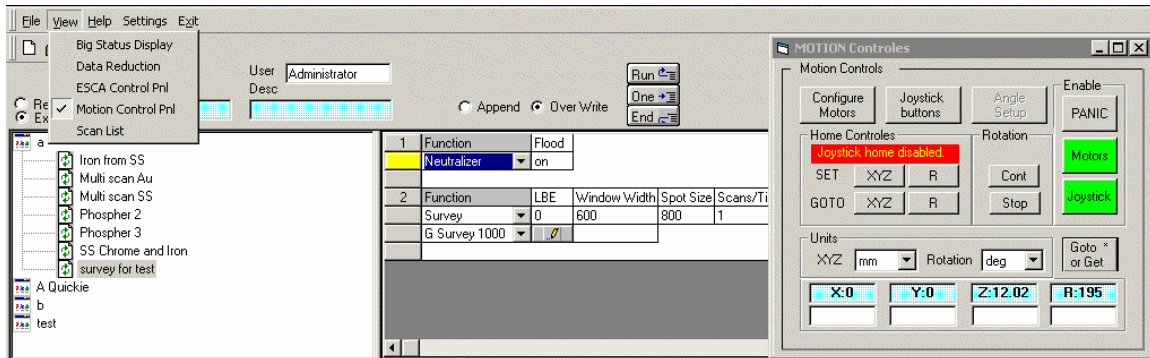 File View Help Settings Exit
Big Status Display
Data Reduction
ESCA Control Pnl
Motion Control Pnl
Scan List
User Administrator
Desc
Re
Ex
Append Over Write
Run
One
End
a
Iron from SS
Multi scan Au
Multi scan SS
Phospher 2
Phospher 3
SS Chrome and Iron
survey for test
A Quickie
b
test
1 Function Flood
Neutralizer on
2 Function LBE Window Width Spot Size Scans/Ti
Survey 0 600 800 1
G Survey 1000
MOTION Controles
Motion Controls
Configure Motors
Joystick buttons
Angle Setup
Enable
PANIC
Motors
Joystick
Home Controles
Joystick home disabled.
SET XYZ R
GOTO XYZ R
Rotation
Cont
Stop
Units
XYZ mm Rotation deg
Goto * or Get
X:0 Y:0 Z:12.02 R:195